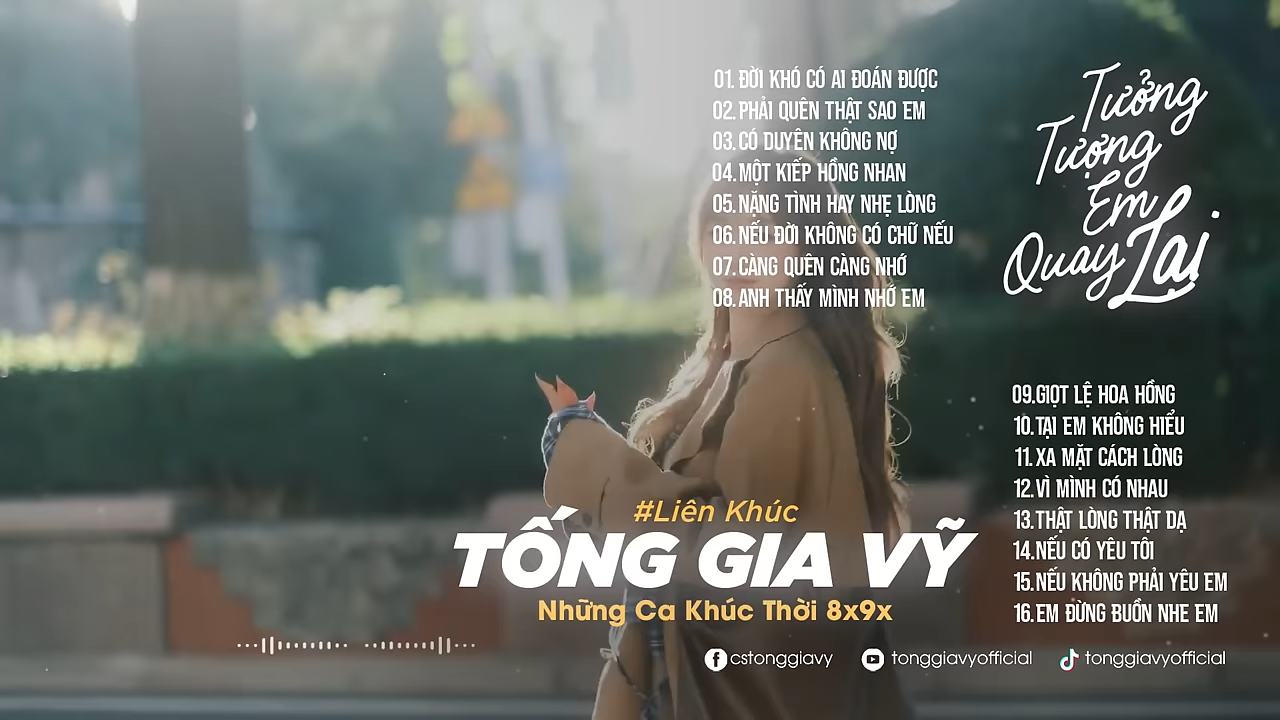 01. ĐỜI KHÓ CÓ AI ĐOÁN ĐƯỢC
02. PHẢI QUÊN THẬT SAO EM
03. CÓ DUYÊN KHÔNG NỢ
04. MỘT KIẾP HỒNG NHAN
05. NẶNG TÌNH HAY NHẸ LÒNG
06. NẾU ĐỜI KHÔNG CÓ CHỮ NẾU
07. CÀNG QUÊN CÀNG NHỚ
08. ANH THẤY MÌNH NHỚ EM
Tưởng
Tượng
Em
Quay Lại
09. GIỌT LỆ HOA HỒNG
10. TẠI EM KHÔNG HIỂU
11. XA MẶT CÁCH LÒNG
12. VÌ MÌNH CÓ NHAU
13. THẬT LÒNG THẬT DẠ
14. NẾU CÓ YÊU TÔI
15. NẾU KHÔNG PHẢI YÊU EM
16. EM ĐỪNG BUỒN NHE EM
#Liên Khúc
TỐNG GIA VỸ
Những Ca Khúc Thời 8x9x
cstonggiavy tonggiavyofficial tonggiavyofficial